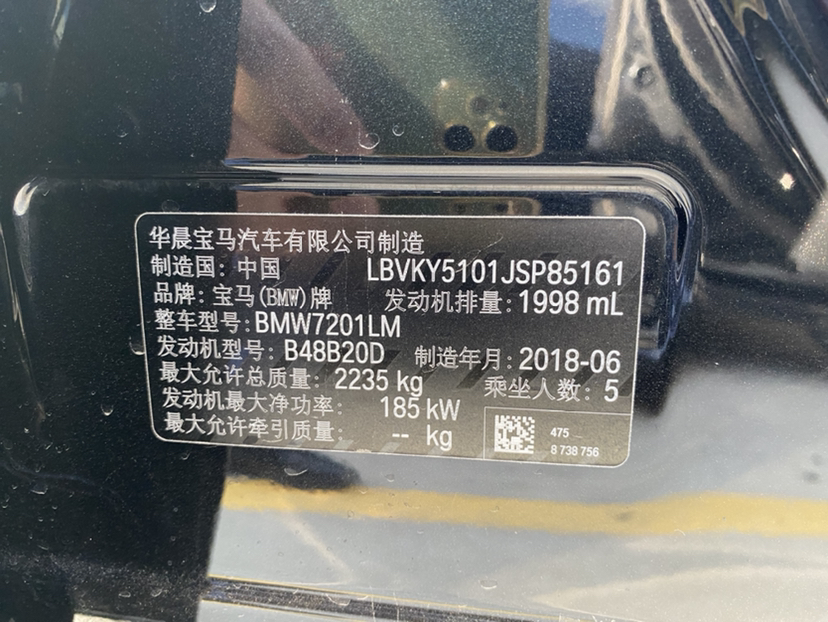 华晨宝马汽车有限公司制造
制造国: 中国 LBVKY5101JSP85161
品牌: 宝马(BMW)牌 发动机排量: 1998 mL
整车型号: BMW7201LM
发动机型号: B48B20D 制造年月: 2018-06
最大允许总质量: 2235 kg 乘坐人数: 5
发动机最大净功率: 185 kW
最大允许牵引质量: -- kg
475
8 738 756